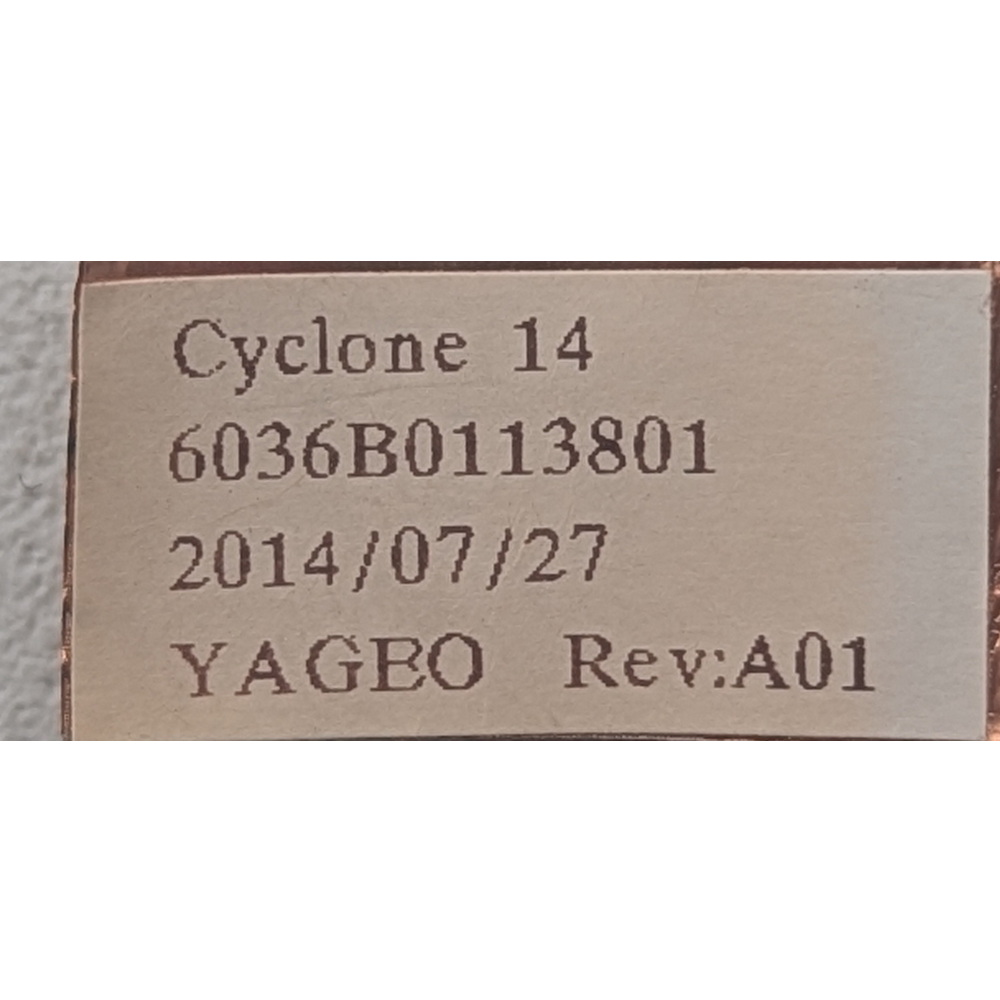 Cyclone 14
6036B0113801
2014/07/27
YAGEO Rev:A01